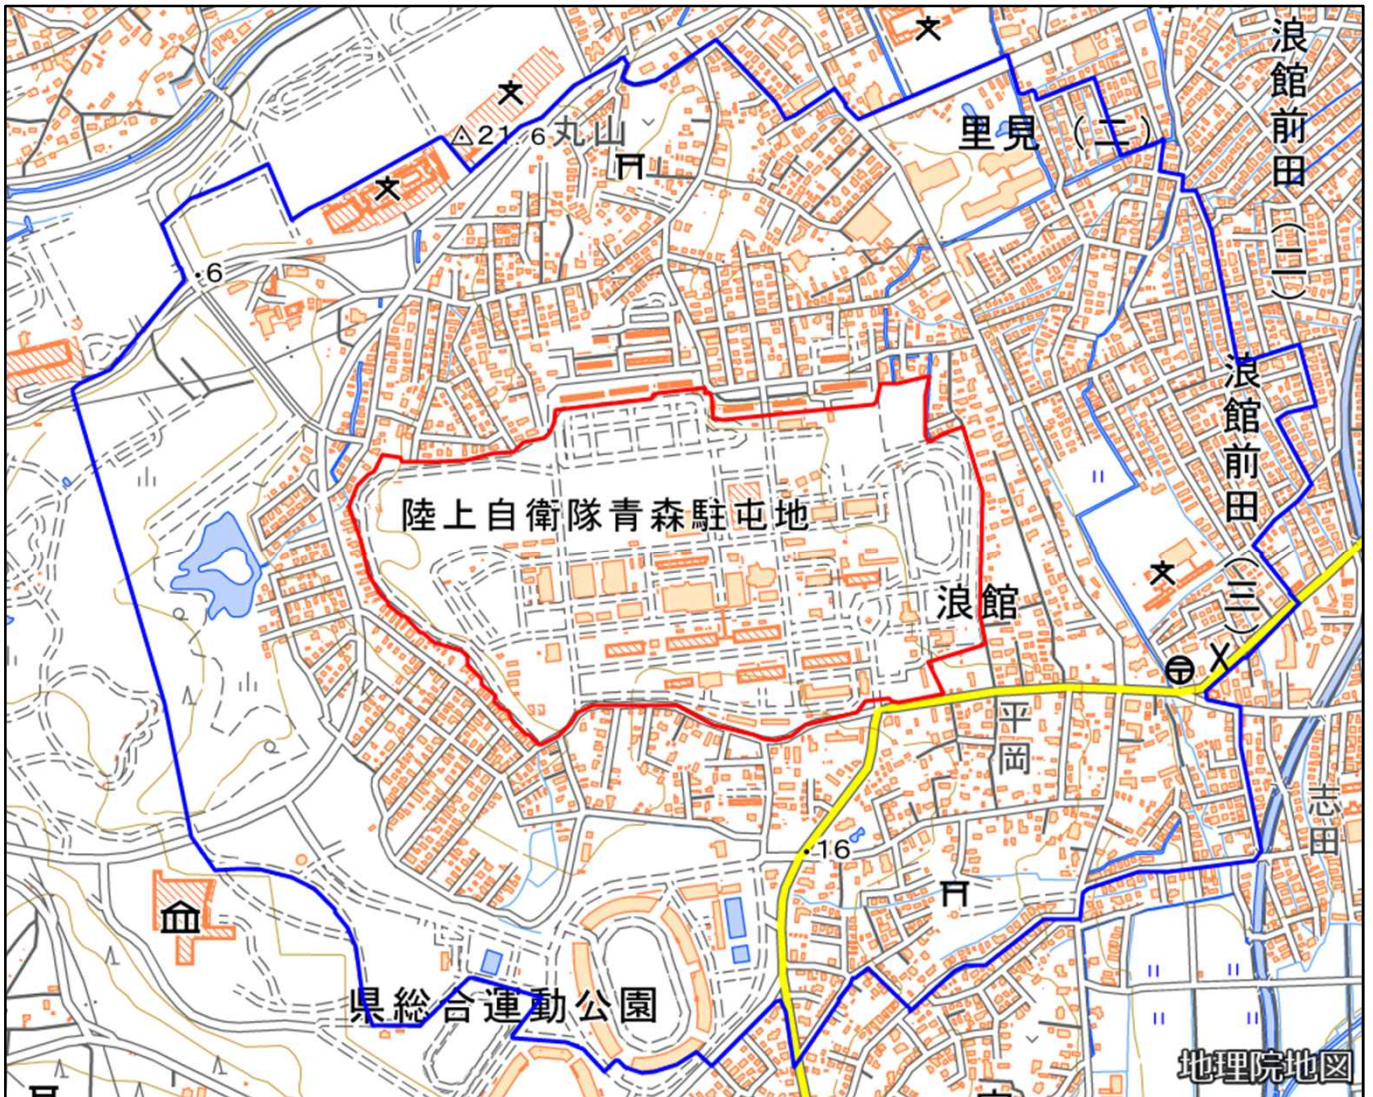 浪館前田(二)
里見(二)
21.6
丸山
6
浪館前田(三)
陸上自衛隊青森駐屯地
浪館
平岡
志田
16
県総合運動公園
地理院地図